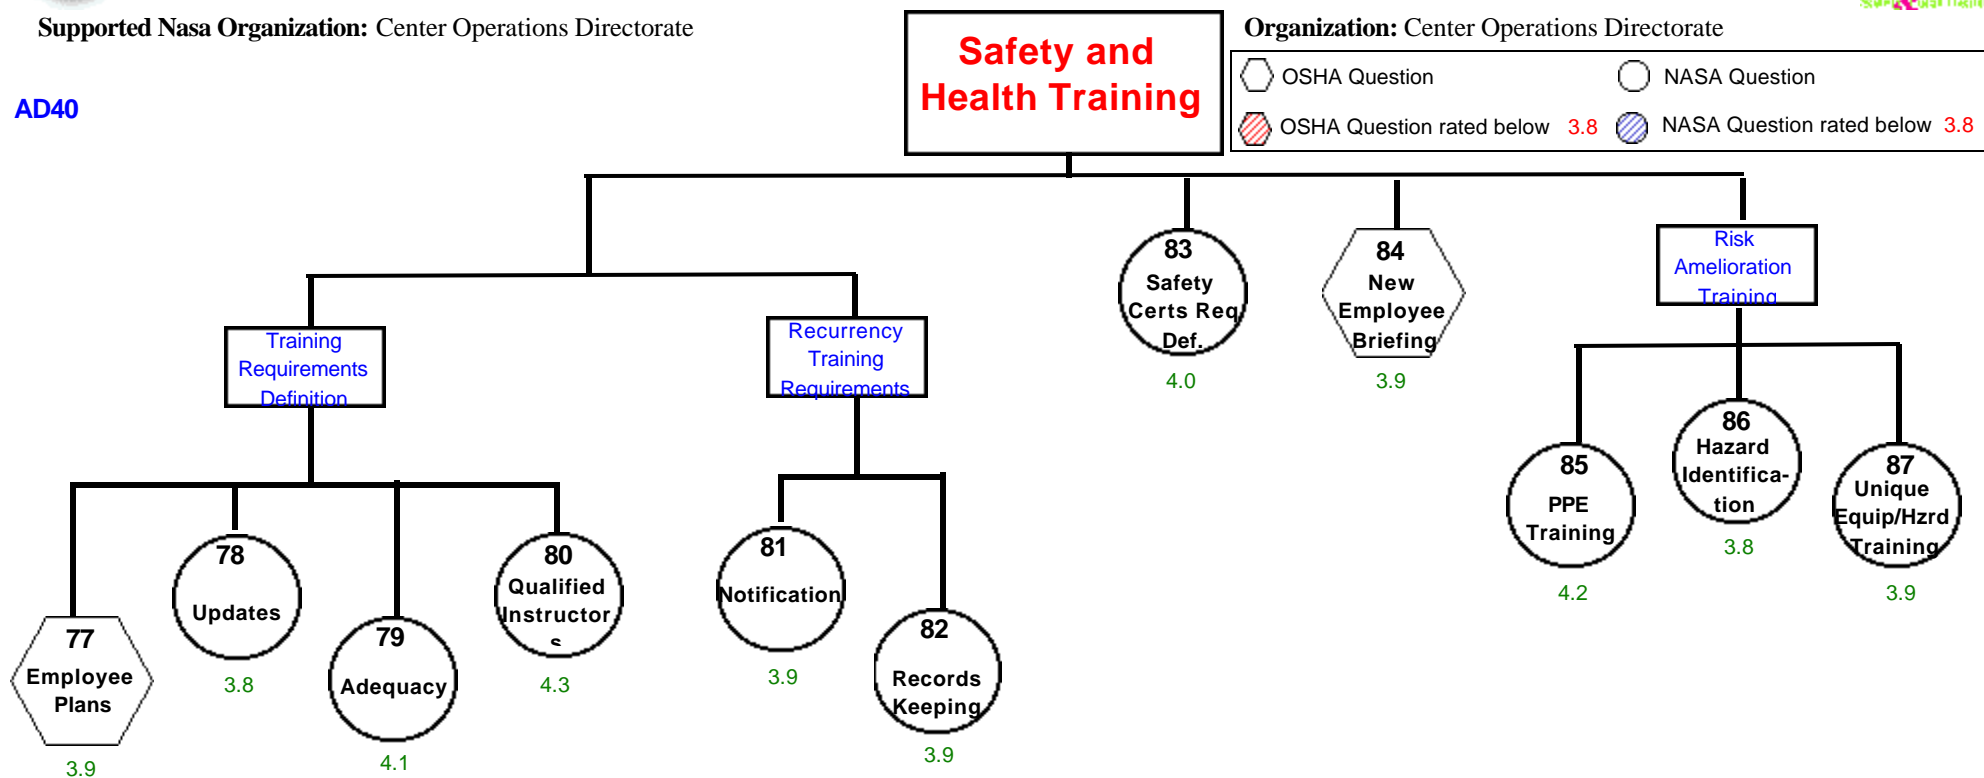 Supported Nasa Organization: Center Operations Directorate
Organization: Center Operations Directorate
AD40
Safety and
Health Training
OSHA Question
NASA Question
OSHA Question rated below 3.8
NASA Question rated below 3.8
83
Safety
Certs Req
Def.
4.0
84
New
Employee
Briefing
3.9
Risk
Amelioration
Training
Training
Requirements
Definition
Recurrency
Training
Requirements
77
Employee
Plans
3.9
78
Updates
3.8
79
Adequacy
4.1
80
Qualified
Instructor
s
4.3
81
Notification
3.9
82
Records
Keeping
3.9
85
PPE
Training
4.2
86
Hazard
Identifica-
tion
3.8
87
Unique
Equip/Hzrd
Training
3.9